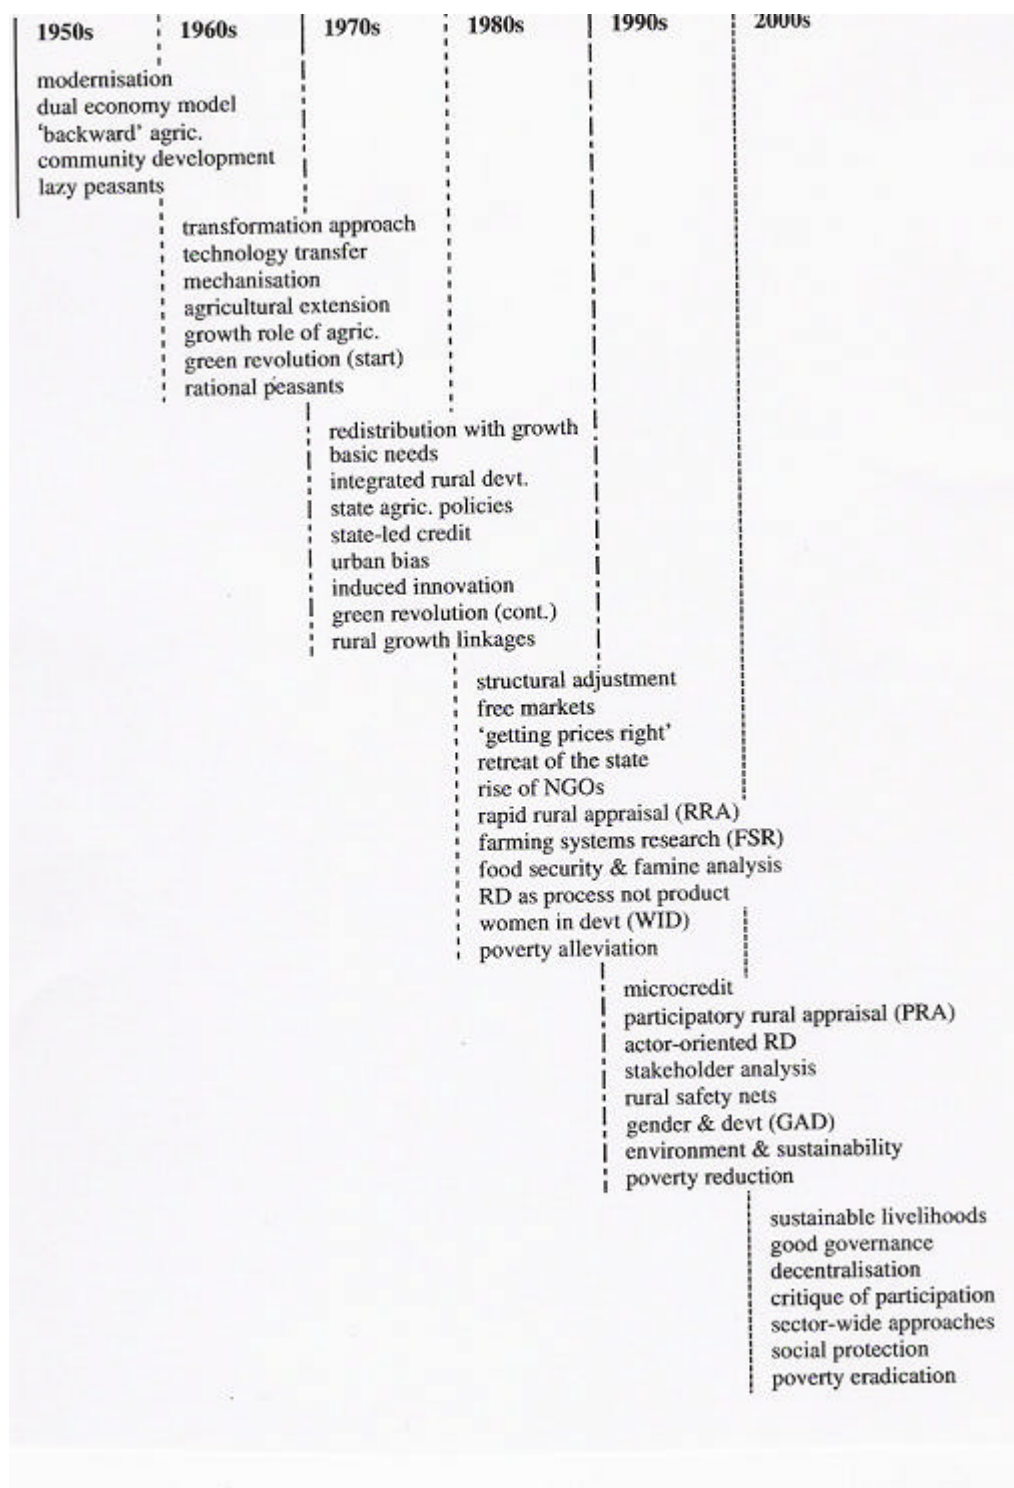 1950s 1960s 1970s 1980s 1990s 2000s
modernisation
dual economy model
‘backward’ agric.
community development
lazy peasants
transformation approach
technology transfer
mechanisation
agricultural extension
growth role of agric.
green revolution (start)
rational peasants
redistribution with growth
basic needs
integrated rural devt.
state agric. policies
state-led credit
urban bias
induced innovation
green revolution (cont.)
rural growth linkages
structural adjustment
free markets
‘getting prices right’
retreat of the state
rise of NGOs
rapid rural appraisal (RRA)
farming systems research (FSR)
food security & famine analysis
RD as process not product
women in devt (WID)
poverty alleviation
microcredit
participatory rural appraisal (PRA)
actor-oriented RD
stakeholder analysis
rural safety nets
gender & devt (GAD)
environment & sustainability
poverty reduction
sustainable livelihoods
good governance
decentralisation
critique of participation
sector-wide approaches
social protection
poverty eradication